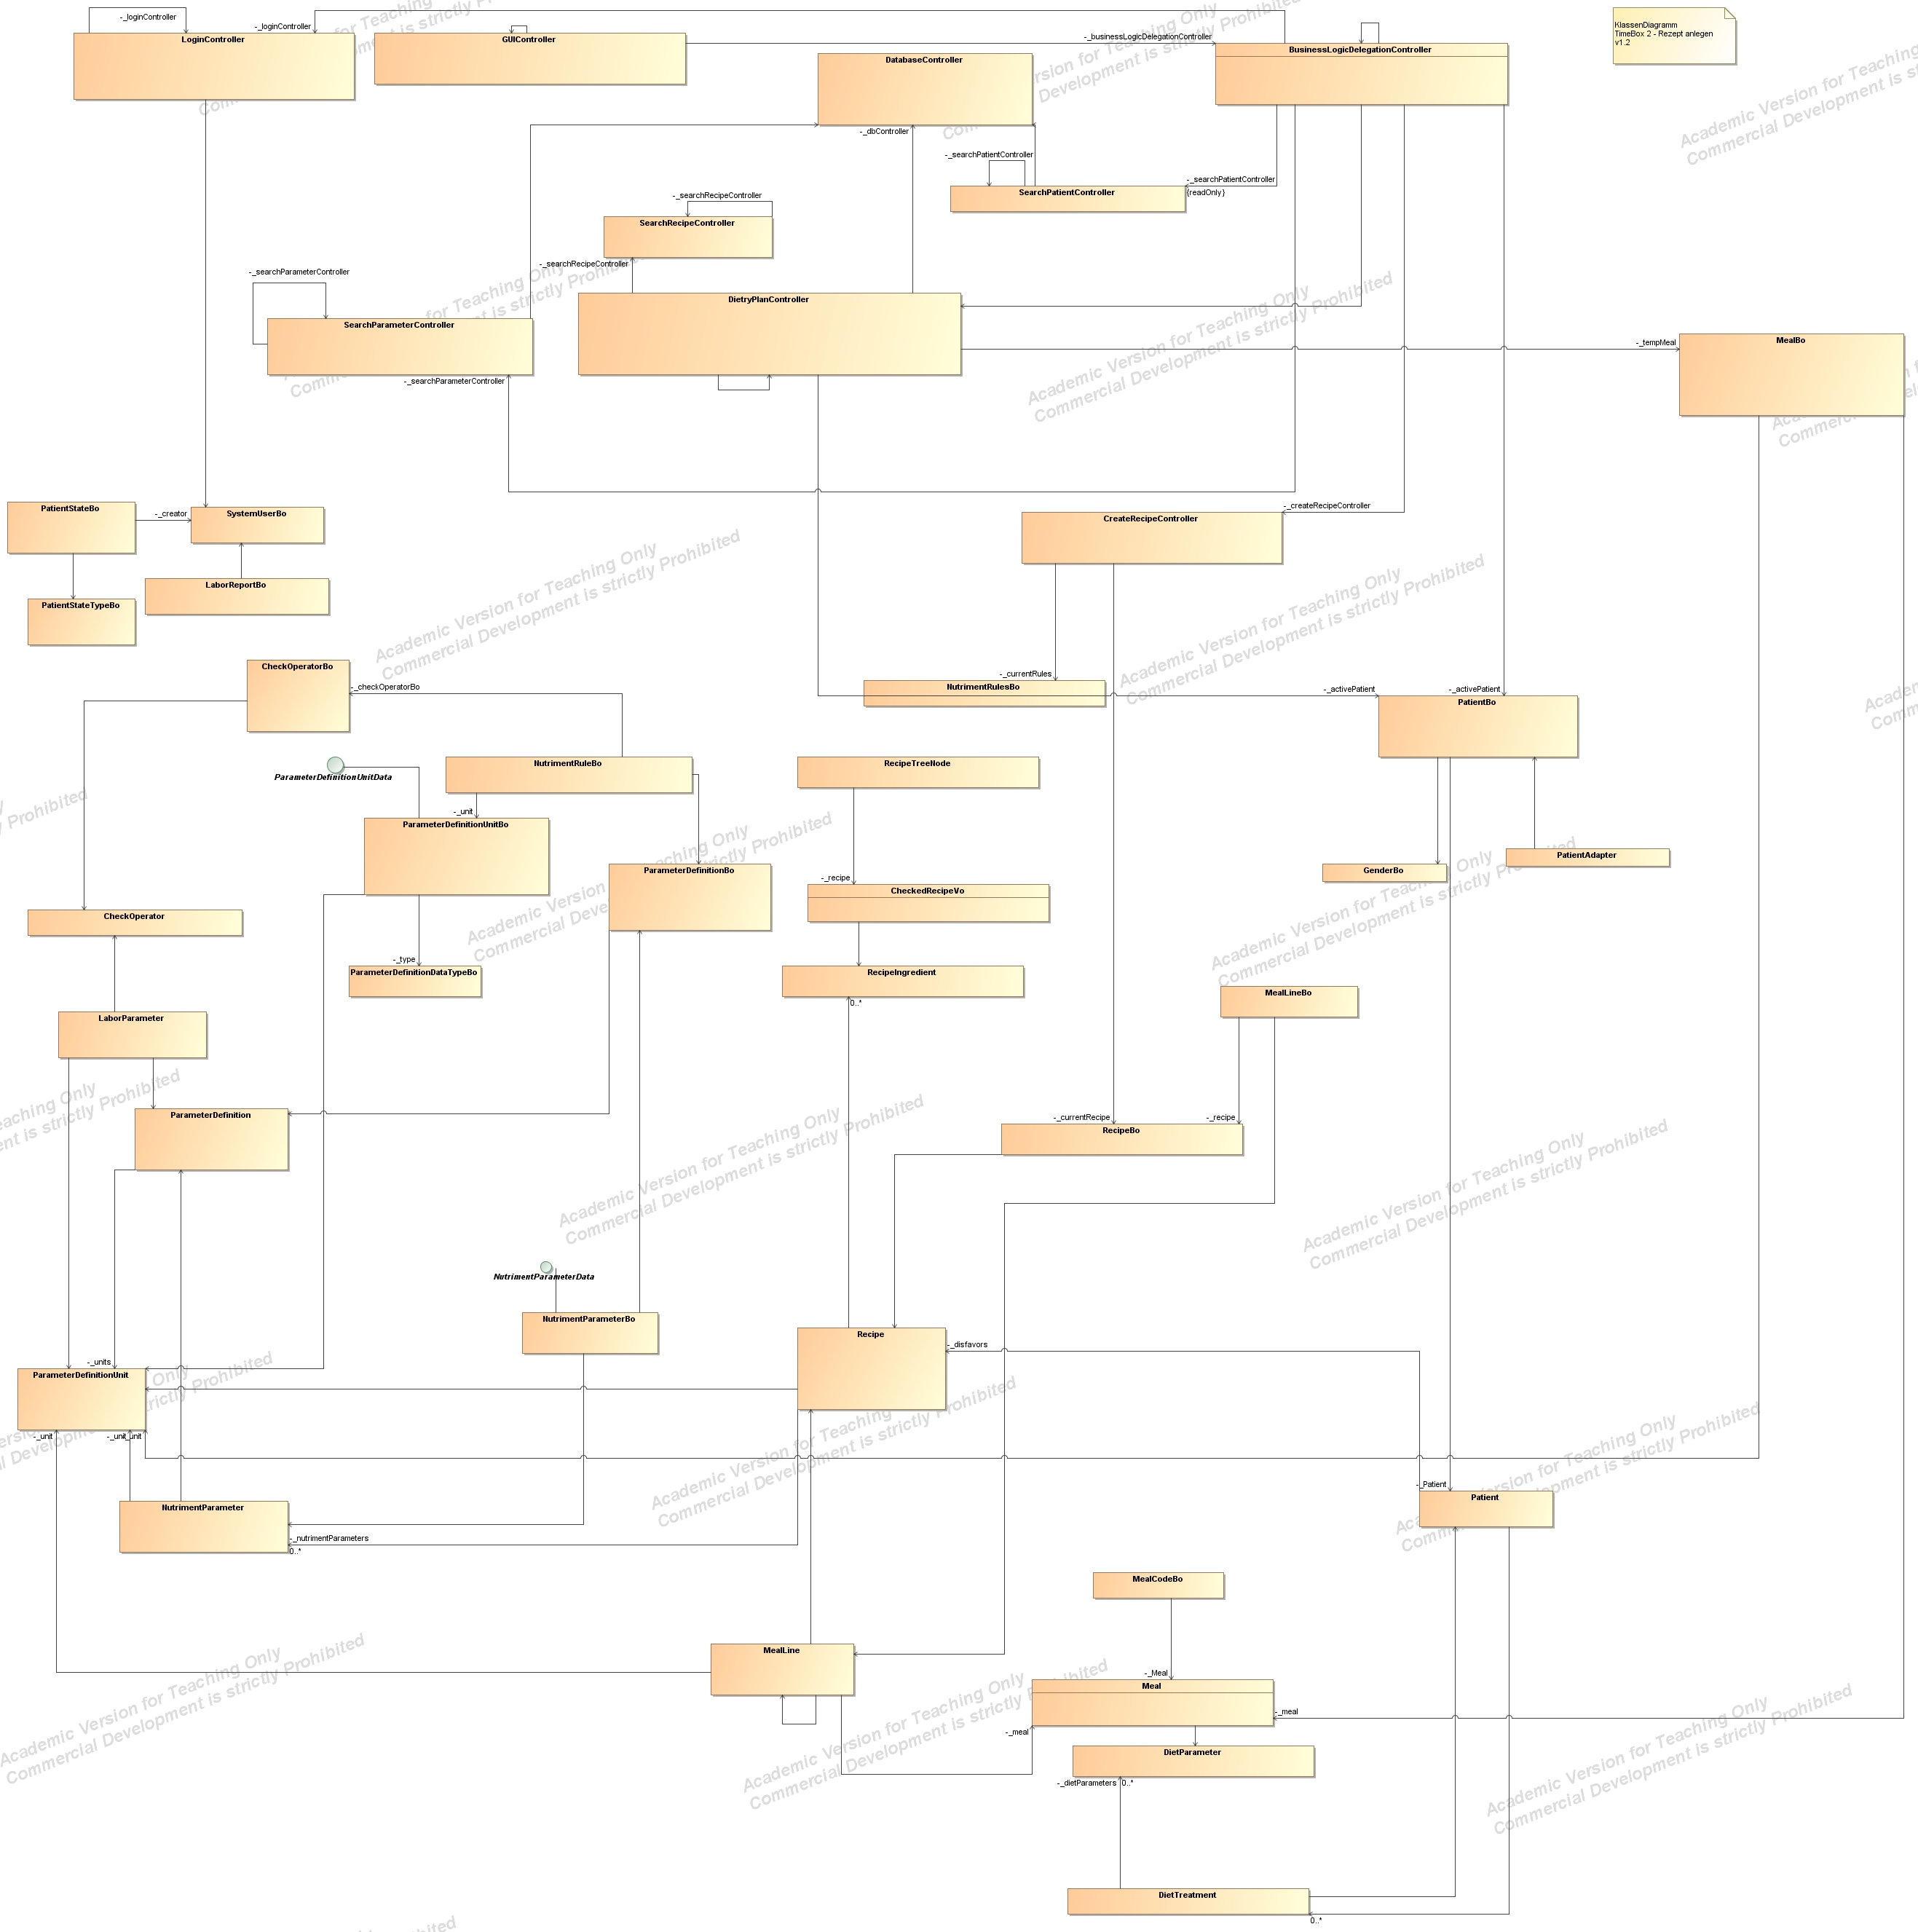 -_loginController
-_loginController
LoginController
GUIController
-_businessLogicDelegationController
BusinessLogicDelegationController
KlassenDiagramm
TimeBox 2 - Rezept anlegen
v1.2
DatabaseController
-_dbController
-_searchPatientController
-_searchPatientController
{readOnly}
SearchPatientController
-_searchRecipeController
SearchRecipeController
-_searchRecipeController
-_searchParameterController
SearchParameterController
-_searchParameterController
DietryPlanController
-_tempMeal
MealBo
PatientStateBo
-_creator
SystemUserBo
LaborReportBo
PatientStateTypeBo
-_createRecipeController
CreateRecipeController
-_currentRules
NutrimentRulesBo
-_activePatient
-_activePatient
PatientBo
CheckOperatorBo
-_checkOperatorBo
ParameterDefinitionUnitData
NutrimentRuleBo
-_unit
ParameterDefinitionUnitBo
RecipeTreeNode
ParameterDefinitionBo
GenderBo
PatientAdapter
-_recipe
CheckedRecipeVo
CheckOperator
-_type
ParameterDefinitionDataTypeBo
RecipeIngredient
0..*
MealLineBo
LaborParameter
ParameterDefinition
-_currentRecipe
-_recipe
RecipeBo
NutrimentParameterData
NutrimentParameterBo
Recipe
-_disfavors
-_units
ParameterDefinitionUnit
-_unit
-_unit
_unit
-_Patient
Patient
NutrimentParameter
-_nutrimentParameters
0..*
MealCodeBo
MealLine
-_Meal
Meal
-_meal
-_meal
DietParameter
-_dietParameters
0..*
DietTreatment
0..*
Academic Version for Teaching Only
Commercial Development is strictly Prohibited